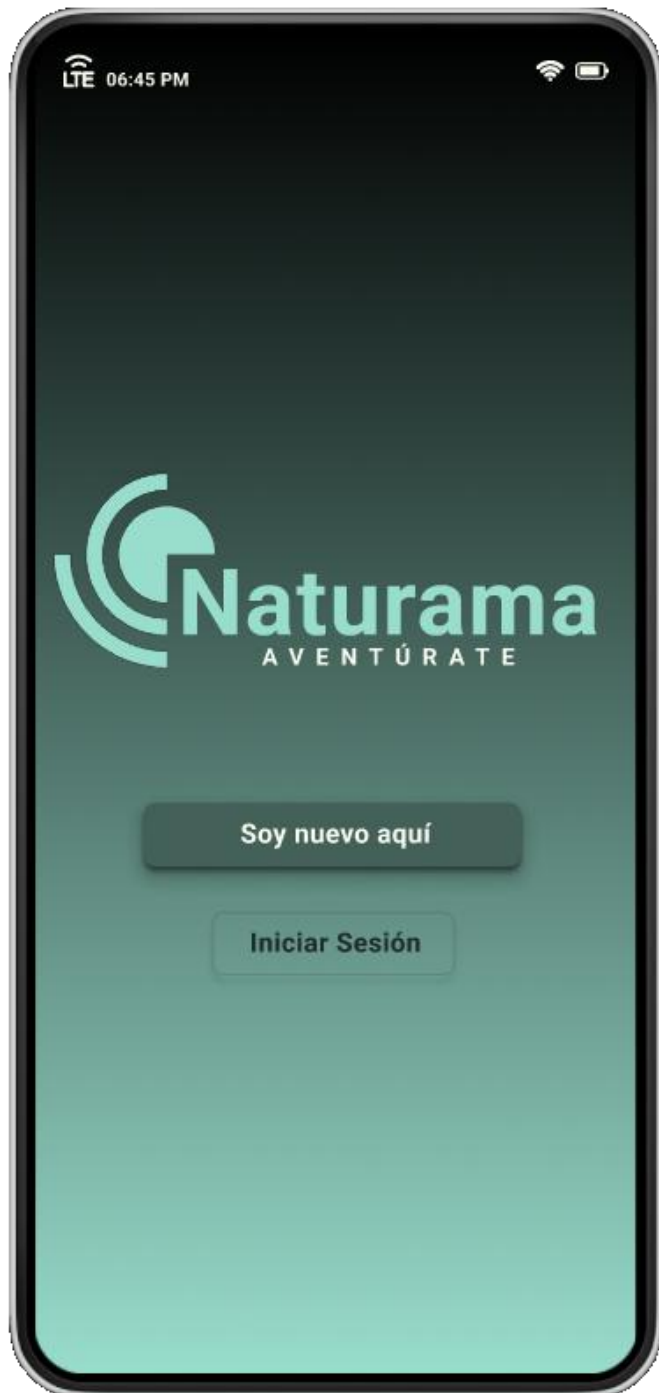 LTE 06:45 PM
Naturama
AVENTÚRATE
Soy nuevo aquí
Iniciar Sesión